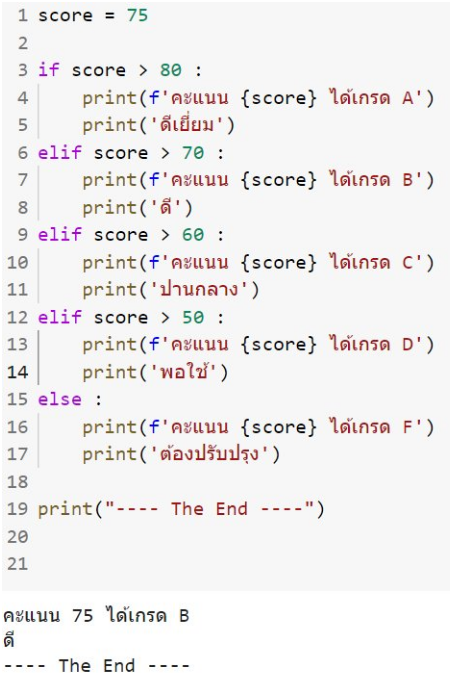 1 score = 75
2
3 if score > 80 :
4     print(f'คะแนน {score} ได้เกรด A')
5     print('ดีเยี่ยม')
6 elif score > 70 :
7     print(f'คะแนน {score} ได้เกรด B')
8     print('ดี')
9 elif score > 60 :
10     print(f'คะแนน {score} ได้เกรด C')
11     print('ปานกลาง')
12 elif score > 50 :
13     print(f'คะแนน {score} ได้เกรด D')
14     print('พอใช้')
15 else :
16     print(f'คะแนน {score} ได้เกรด F')
17     print('ต้องปรับปรุง')
18
19 print("---- The End ----")
20
21
คะแนน 75 ได้เกรด B
ดี
---- The End ----